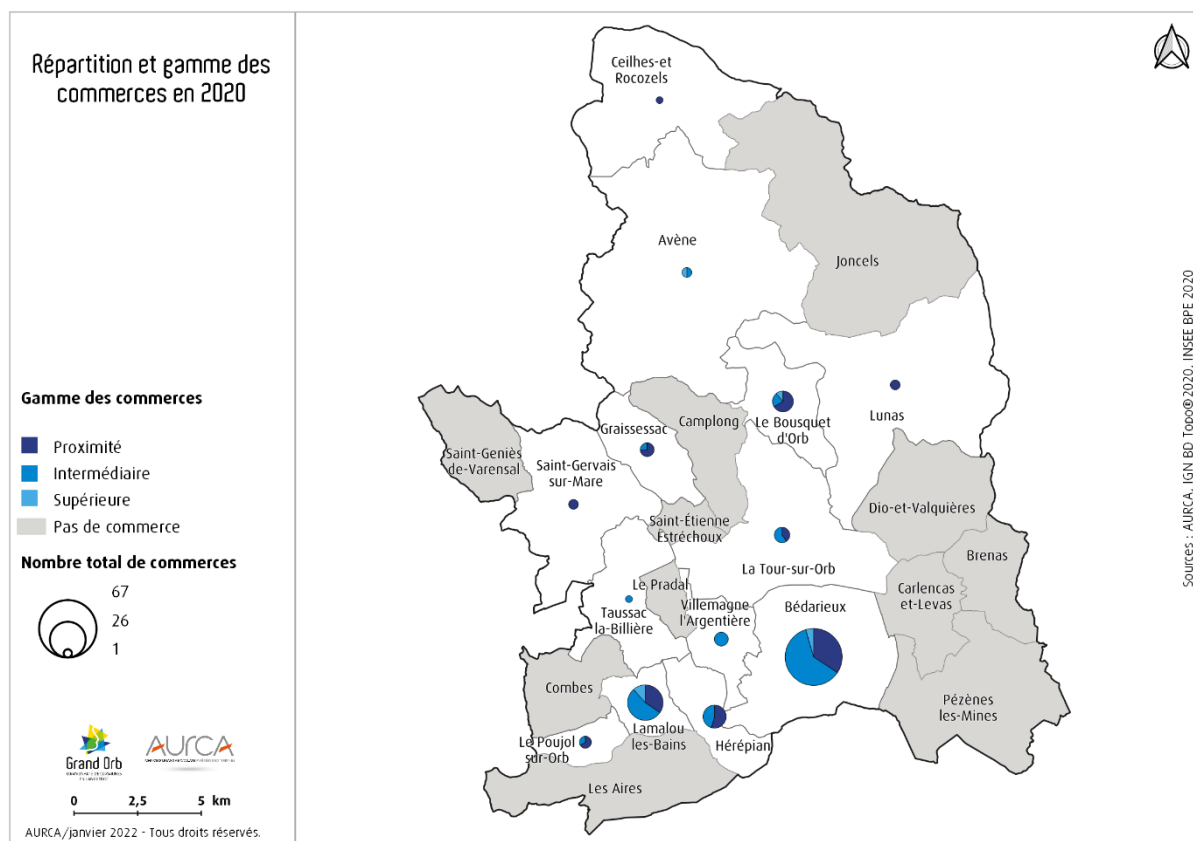 Répartition et gamme des
commerces en 2020
Gamme des commerces
Proximité
Intermédiaire
Supérieure
Pas de commerce
Nombre total de commerces
67
26
1
Grand Orb
AURCA
0 2,5 5 km
AURCA/janvier 2022 - Tous droits réservés.
Ceilhes-et
Rocozels
Avène
Joncels
Lunas
Le Bousquet
d'Orb
Camplong
Graissessac
Saint-Geniès
de-Varensal
Saint-Gervais
sur-Mare
Saint-Étienne
Estréchoux
Dio-et-Valquières
Brenas
La Tour-sur-Orb
Carlencas
et-Levas
Le Pradal
Taussac
la-Billière
Villemagne
l'Argentière
Bédarieux
Combes
Pézènes
les-Mines
Lamalou
les-Bains
Hérépian
Le Poujol
sur-Orb
Les Aires
Sources : AURCA, IGN BD Topo®2020, INSEE BPE 2020